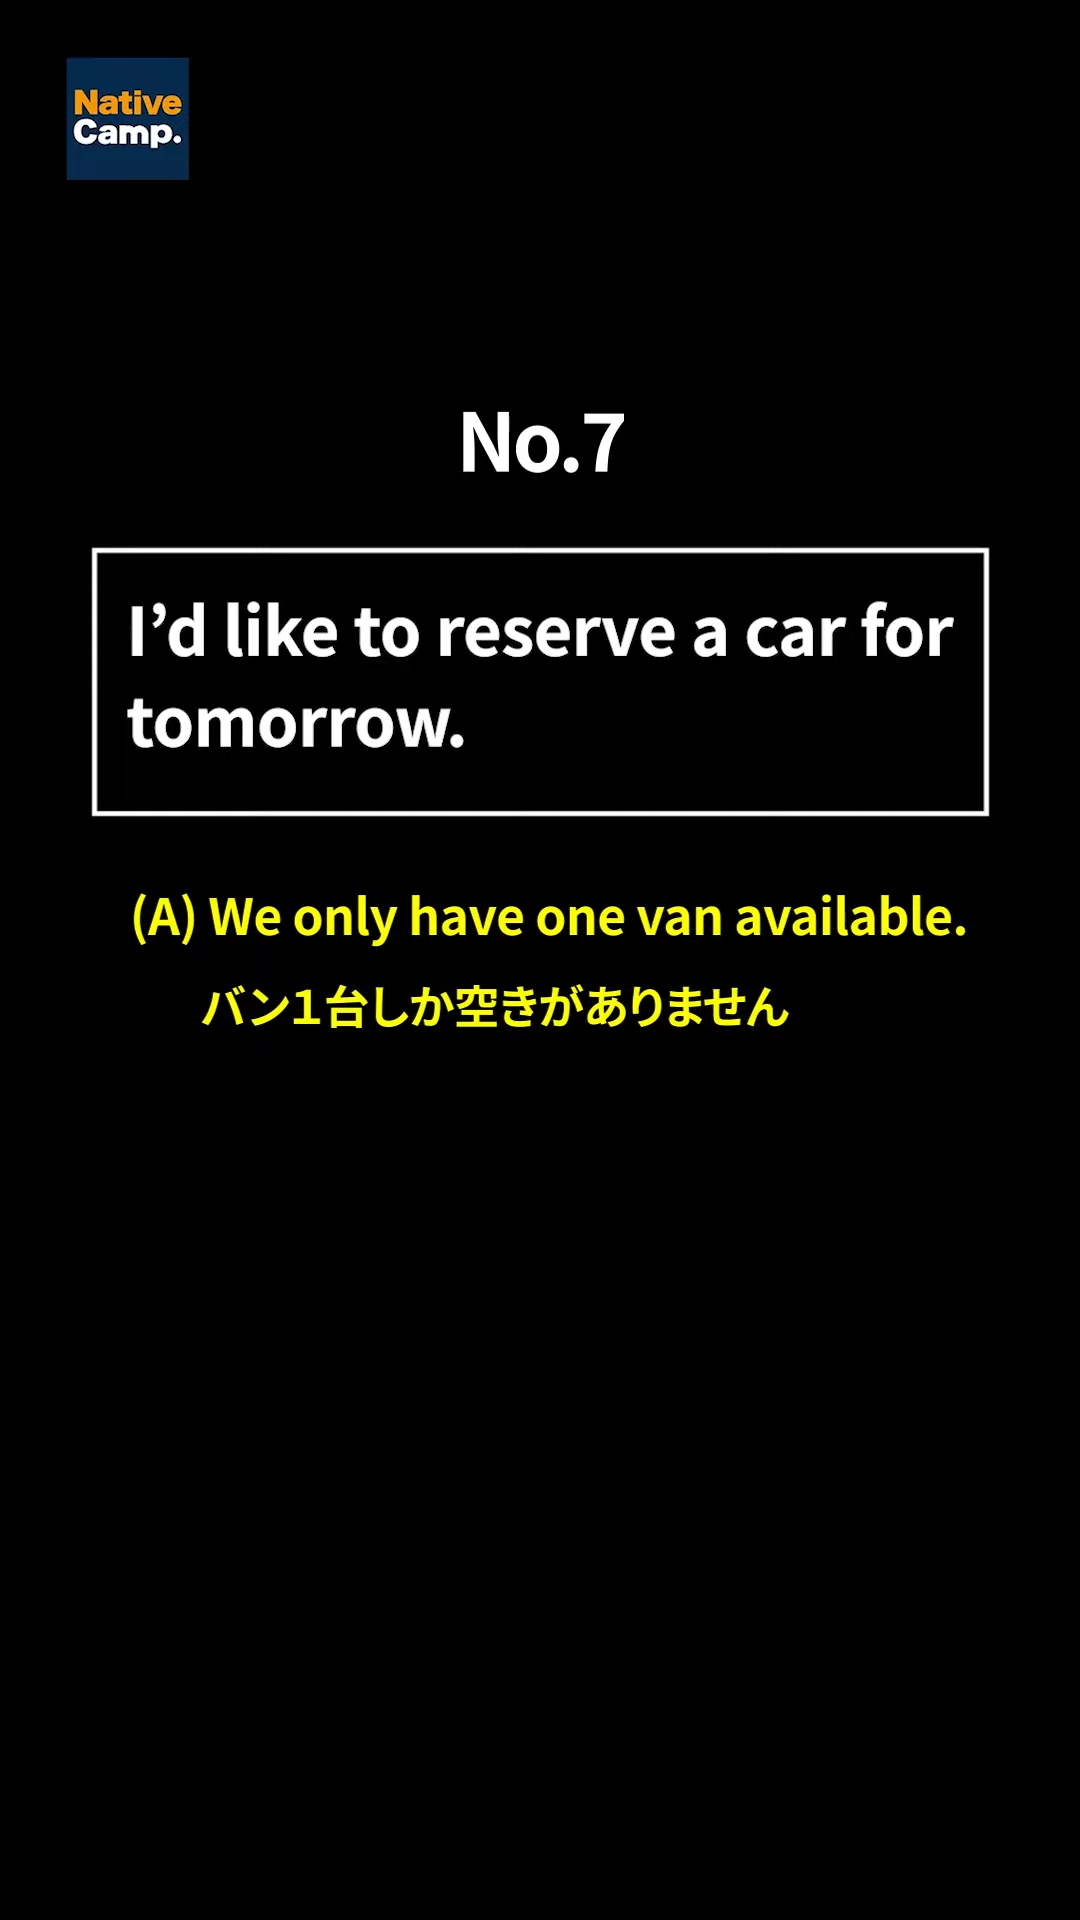 Native
Camp.
No.7
I’d like to reserve a car for
tomorrow.
(A) We only have one van available.
バン１台しか空きがありません